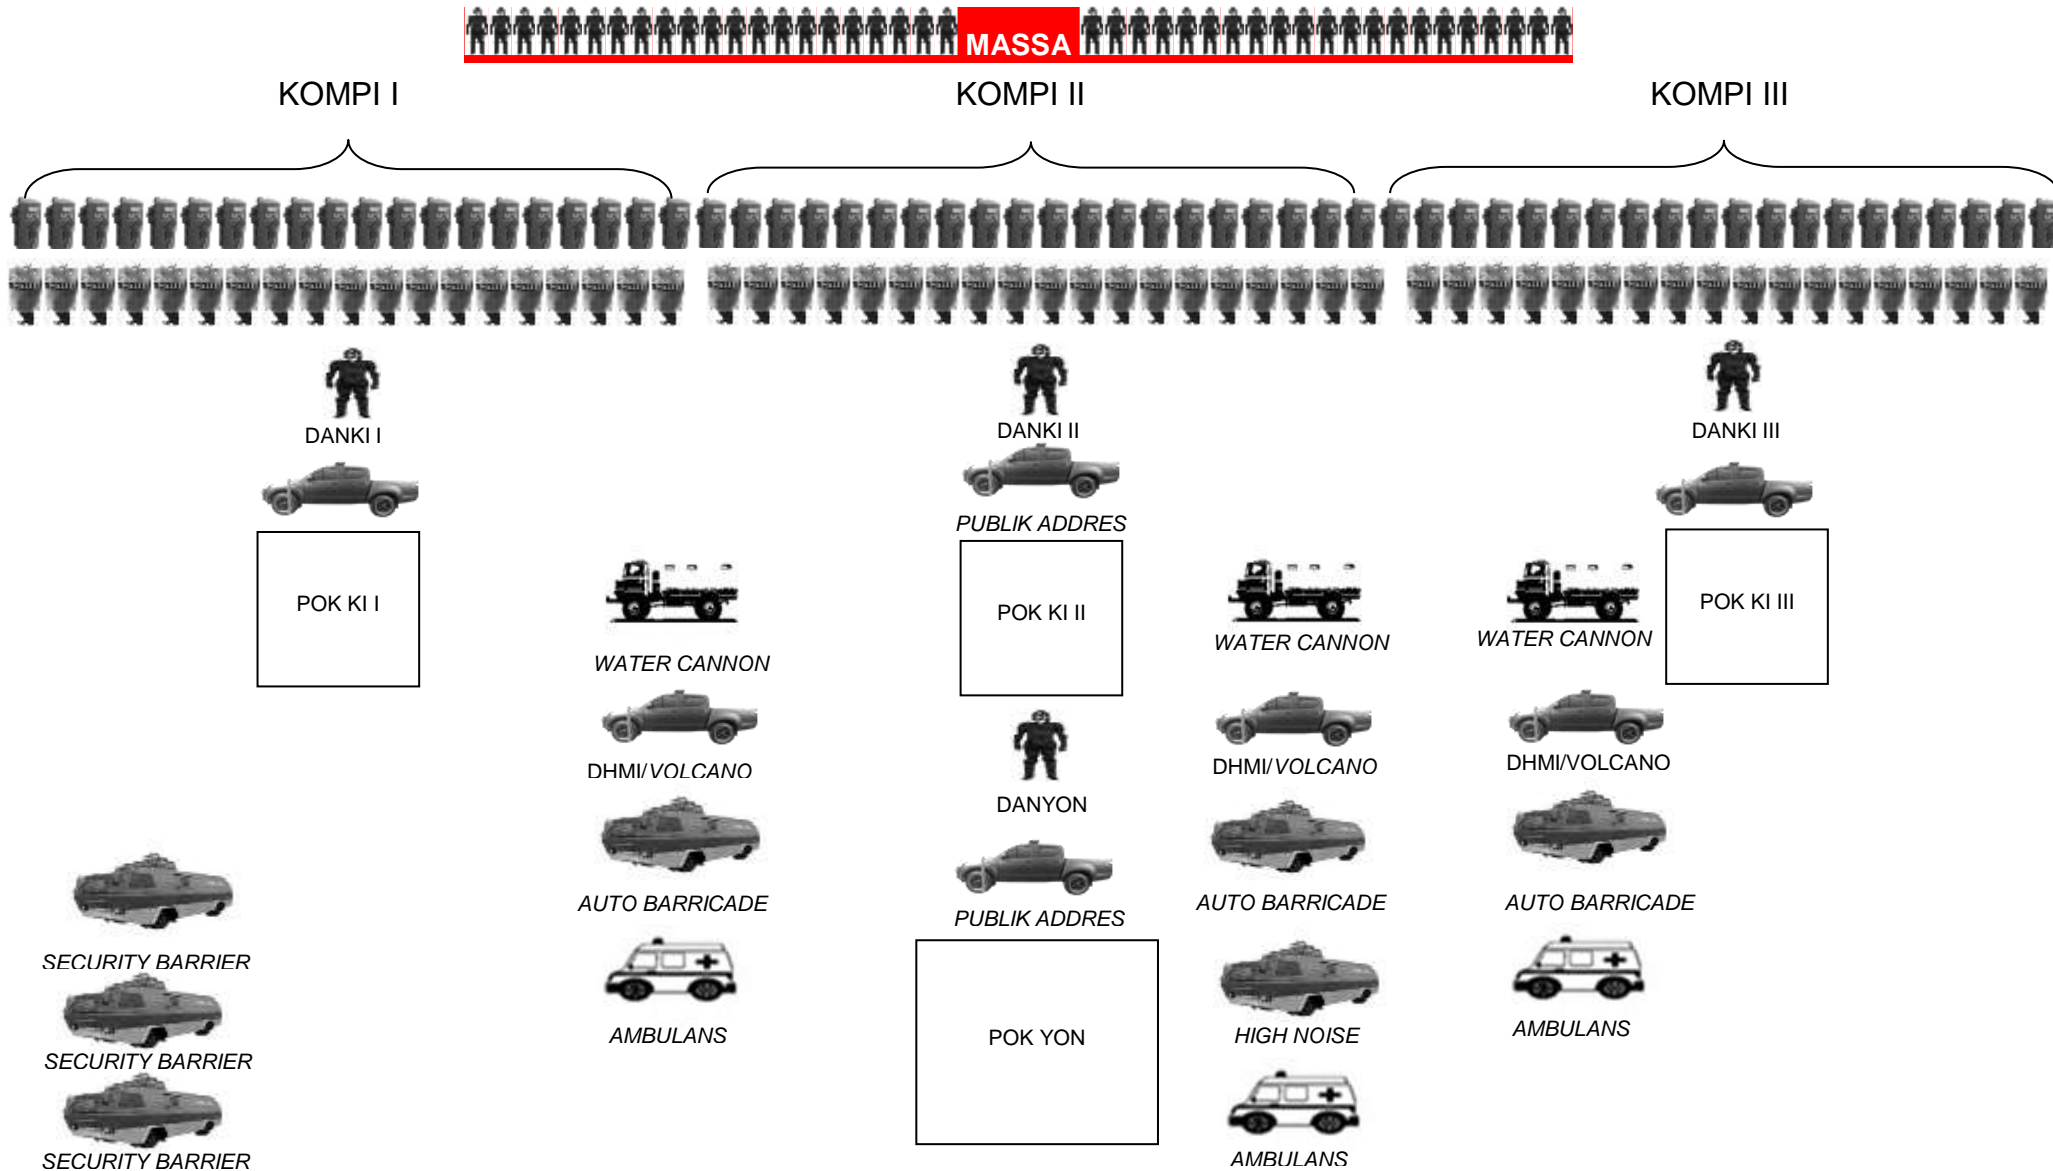 MASSA
KOMPI I
KOMPI II
KOMPI III
DANKI I
DANKI II
DANKI III
PUBLIK ADDRES
POK KI I
POK KI II
POK KI III
WATER CANNON
WATER CANNON
WATER CANNON
DHMI/VOLCANO
DHMI/VOLCANO
DHMI/VOLCANO
DANYON
AUTO BARRICADE
AUTO BARRICADE
AUTO BARRICADE
PUBLIK ADDRES
SECURITY BARRIER
SECURITY BARRIER
SECURITY BARRIER
AMBULANS
POK YON
HIGH NOISE
AMBULANS
AMBULANS